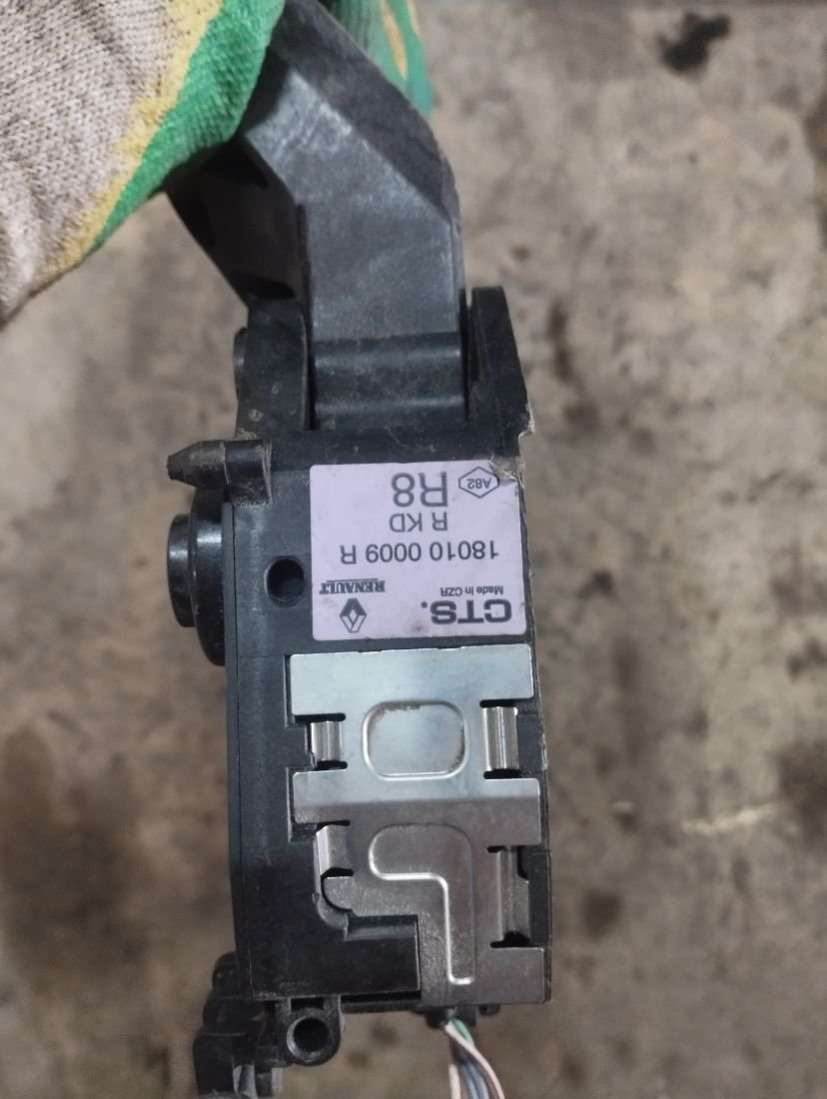 CTS.
Made in CZR
RENAULT
18010 0009 R
R KD
R8
A82